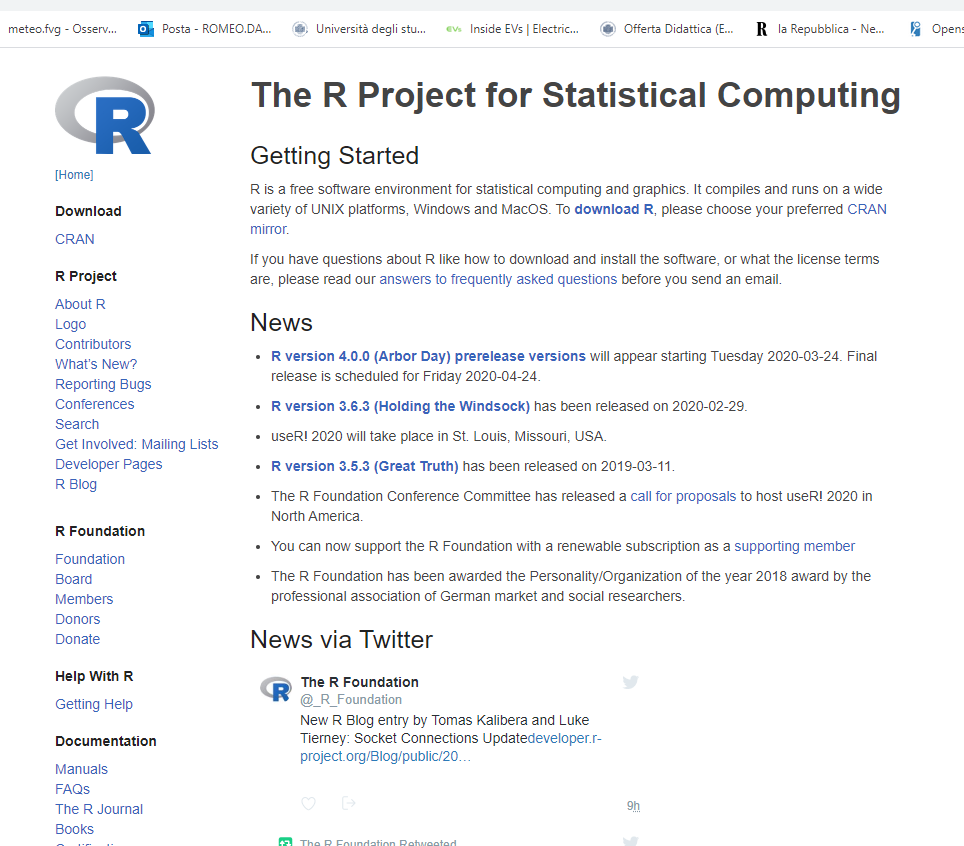 meteo.fvg - Osserv...
Posta - ROMEO.DA...
Università degli stu...
Inside EVs | Electric...
Offerta Didattica (E...
la Repubblica - Ne...
Opens
R
[Home]
Download
CRAN
R Project
About R
Logo
Contributors
What's New?
Reporting Bugs
Conferences
Search
Get Involved: Mailing Lists
Developer Pages
R Blog
R Foundation
Foundation
Board
Members
Donors
Donate
Help With R
Getting Help
Documentation
Manuals
FAQs
The R Journal
Books
The R Project for Statistical Computing
Getting Started
R is a free software environment for statistical computing and graphics. It compiles and runs on a wide
variety of UNIX platforms, Windows and MacOS. To download R, please choose your preferred CRAN
mirror.
If you have questions about R like how to download and install the software, or what the license terms
are, please read our answers to frequently asked questions before you send an email.
News
• R version 4.0.0 (Arbor Day) prerelease versions will appear starting Tuesday 2020-03-24. Final
release is scheduled for Friday 2020-04-24.
• R version 3.6.3 (Holding the Windsock) has been released on 2020-02-29.
• useR! 2020 will take place in St. Louis, Missouri, USA.
• R version 3.5.3 (Great Truth) has been released on 2019-03-11.
• The R Foundation Conference Committee has released a call for proposals to host useR! 2020 in
North America.
• You can now support the R Foundation with a renewable subscription as a supporting member
• The R Foundation has been awarded the Personality/Organization of the year 2018 award by the
professional association of German market and social researchers.
News via Twitter
The R Foundation
@_R_Foundation
New R Blog entry by Tomas Kalibera and Luke
Tierney: Socket Connections Updatedeveloper.r-
project.org/Blog/public/20…
9h
The R Foundation Retweeted